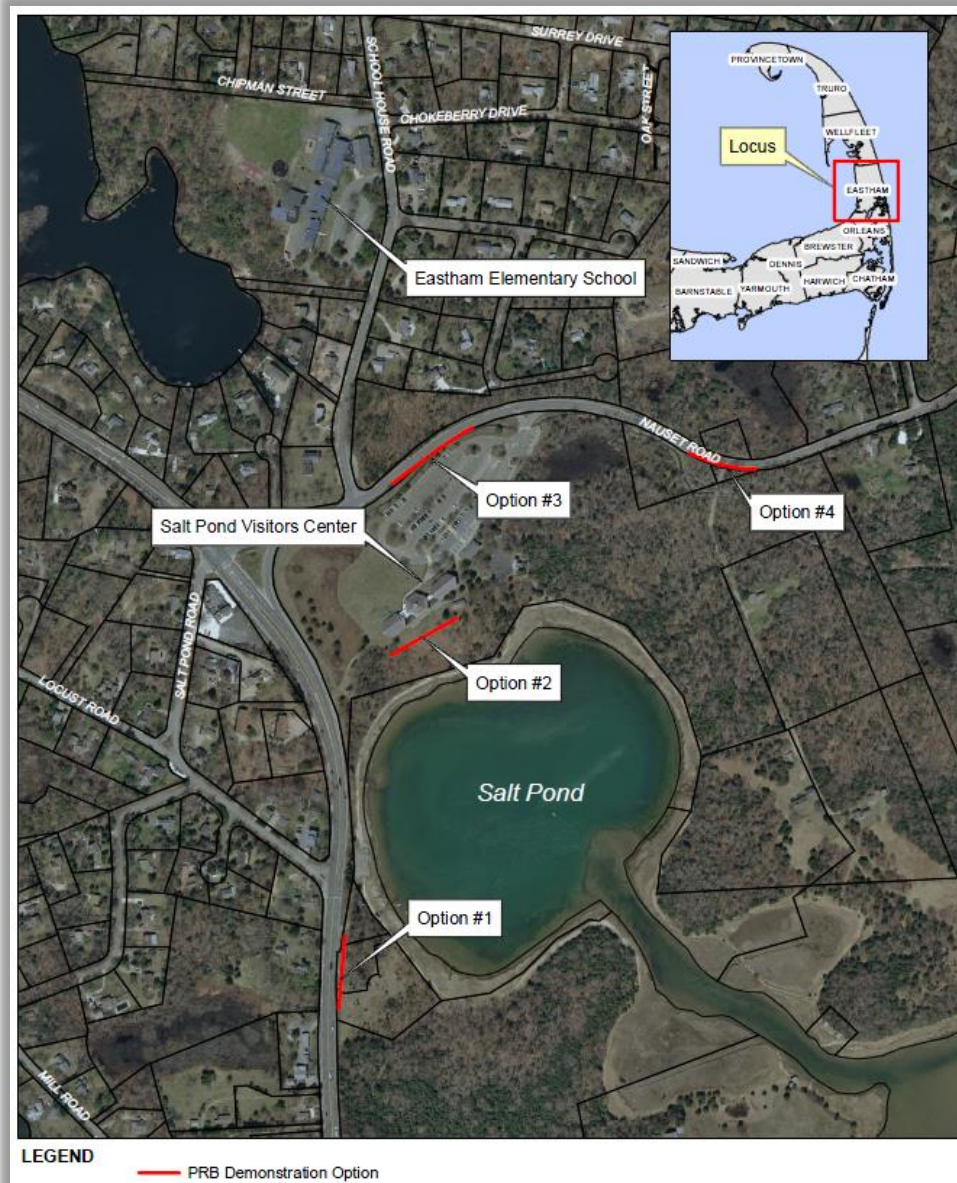 SURREY DRIVE
CHIPMAN STREET
SCHOOL HOUSE ROAD
CHOKEBERRY DRIVE
OAK STREET
PROVINCETOWN
TRURO
WELLFLEET
Locus
EASTHAM
ORLEANS
BREWSTER
SANDWICH
DENNIS
BARNSTABLE
YARMOUTH
HARWICH
CHATHAM
Eastham Elementary School
NAUSET ROAD
Option #3
Option #4
Salt Pond Visitors Center
SALT POND ROAD
LOCUST ROAD
Option #2
Salt Pond
Option #1
MILL ROAD
LEGEND
PRB Demonstration Option